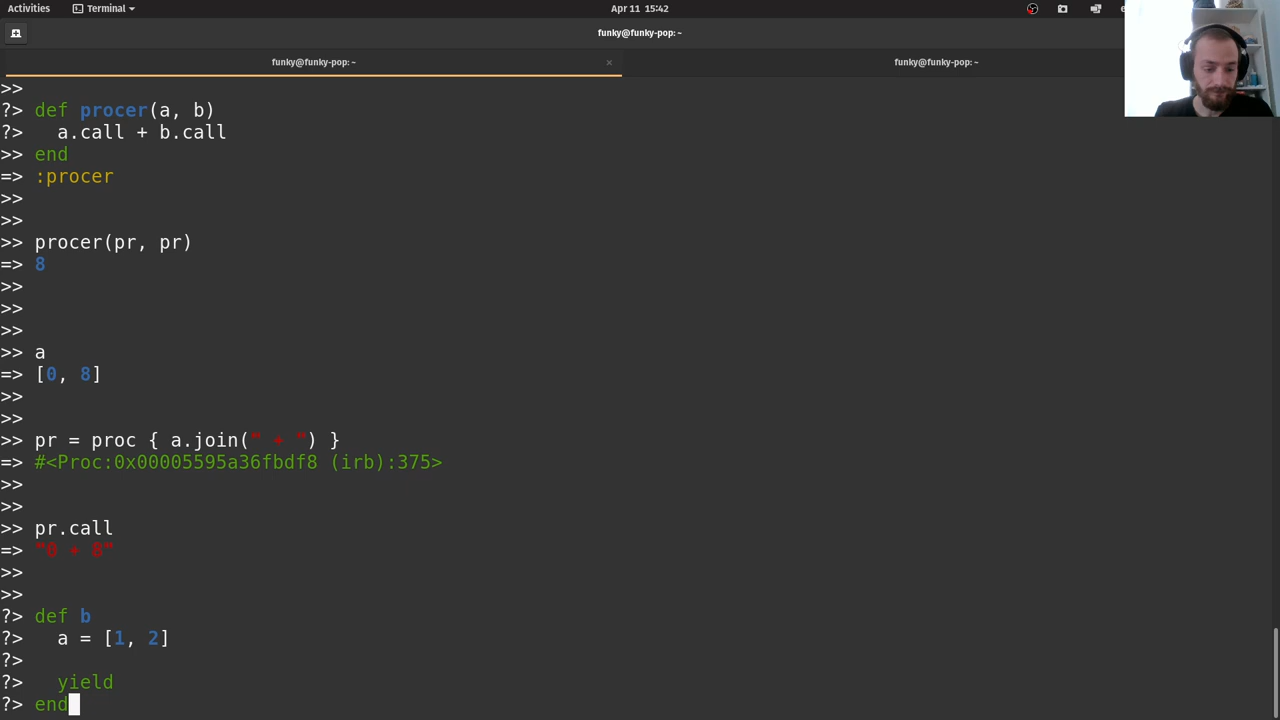 Activities
Terminal
Apr 11 15:42
funky@funky-pop: ~
funky@funky-pop: ~
×
funky@funky-pop: ~
>>
?> def procer(a, b)
?>   a.call + b.call
>> end
=> :procer
>>
>>
>> procer(pr, pr)
=> 8
>>
>>
>>
>> a
=> [0, 8]
>>
>>
>> pr = proc { a.join(" + ") }
=> #<Proc:0x00005595a36fbdf8 (irb):375>
>>
>>
>> pr.call
=> "0 + 8"
>>
>>
?> def b
?>   a = [1, 2]
?>
?>   yield
?> end